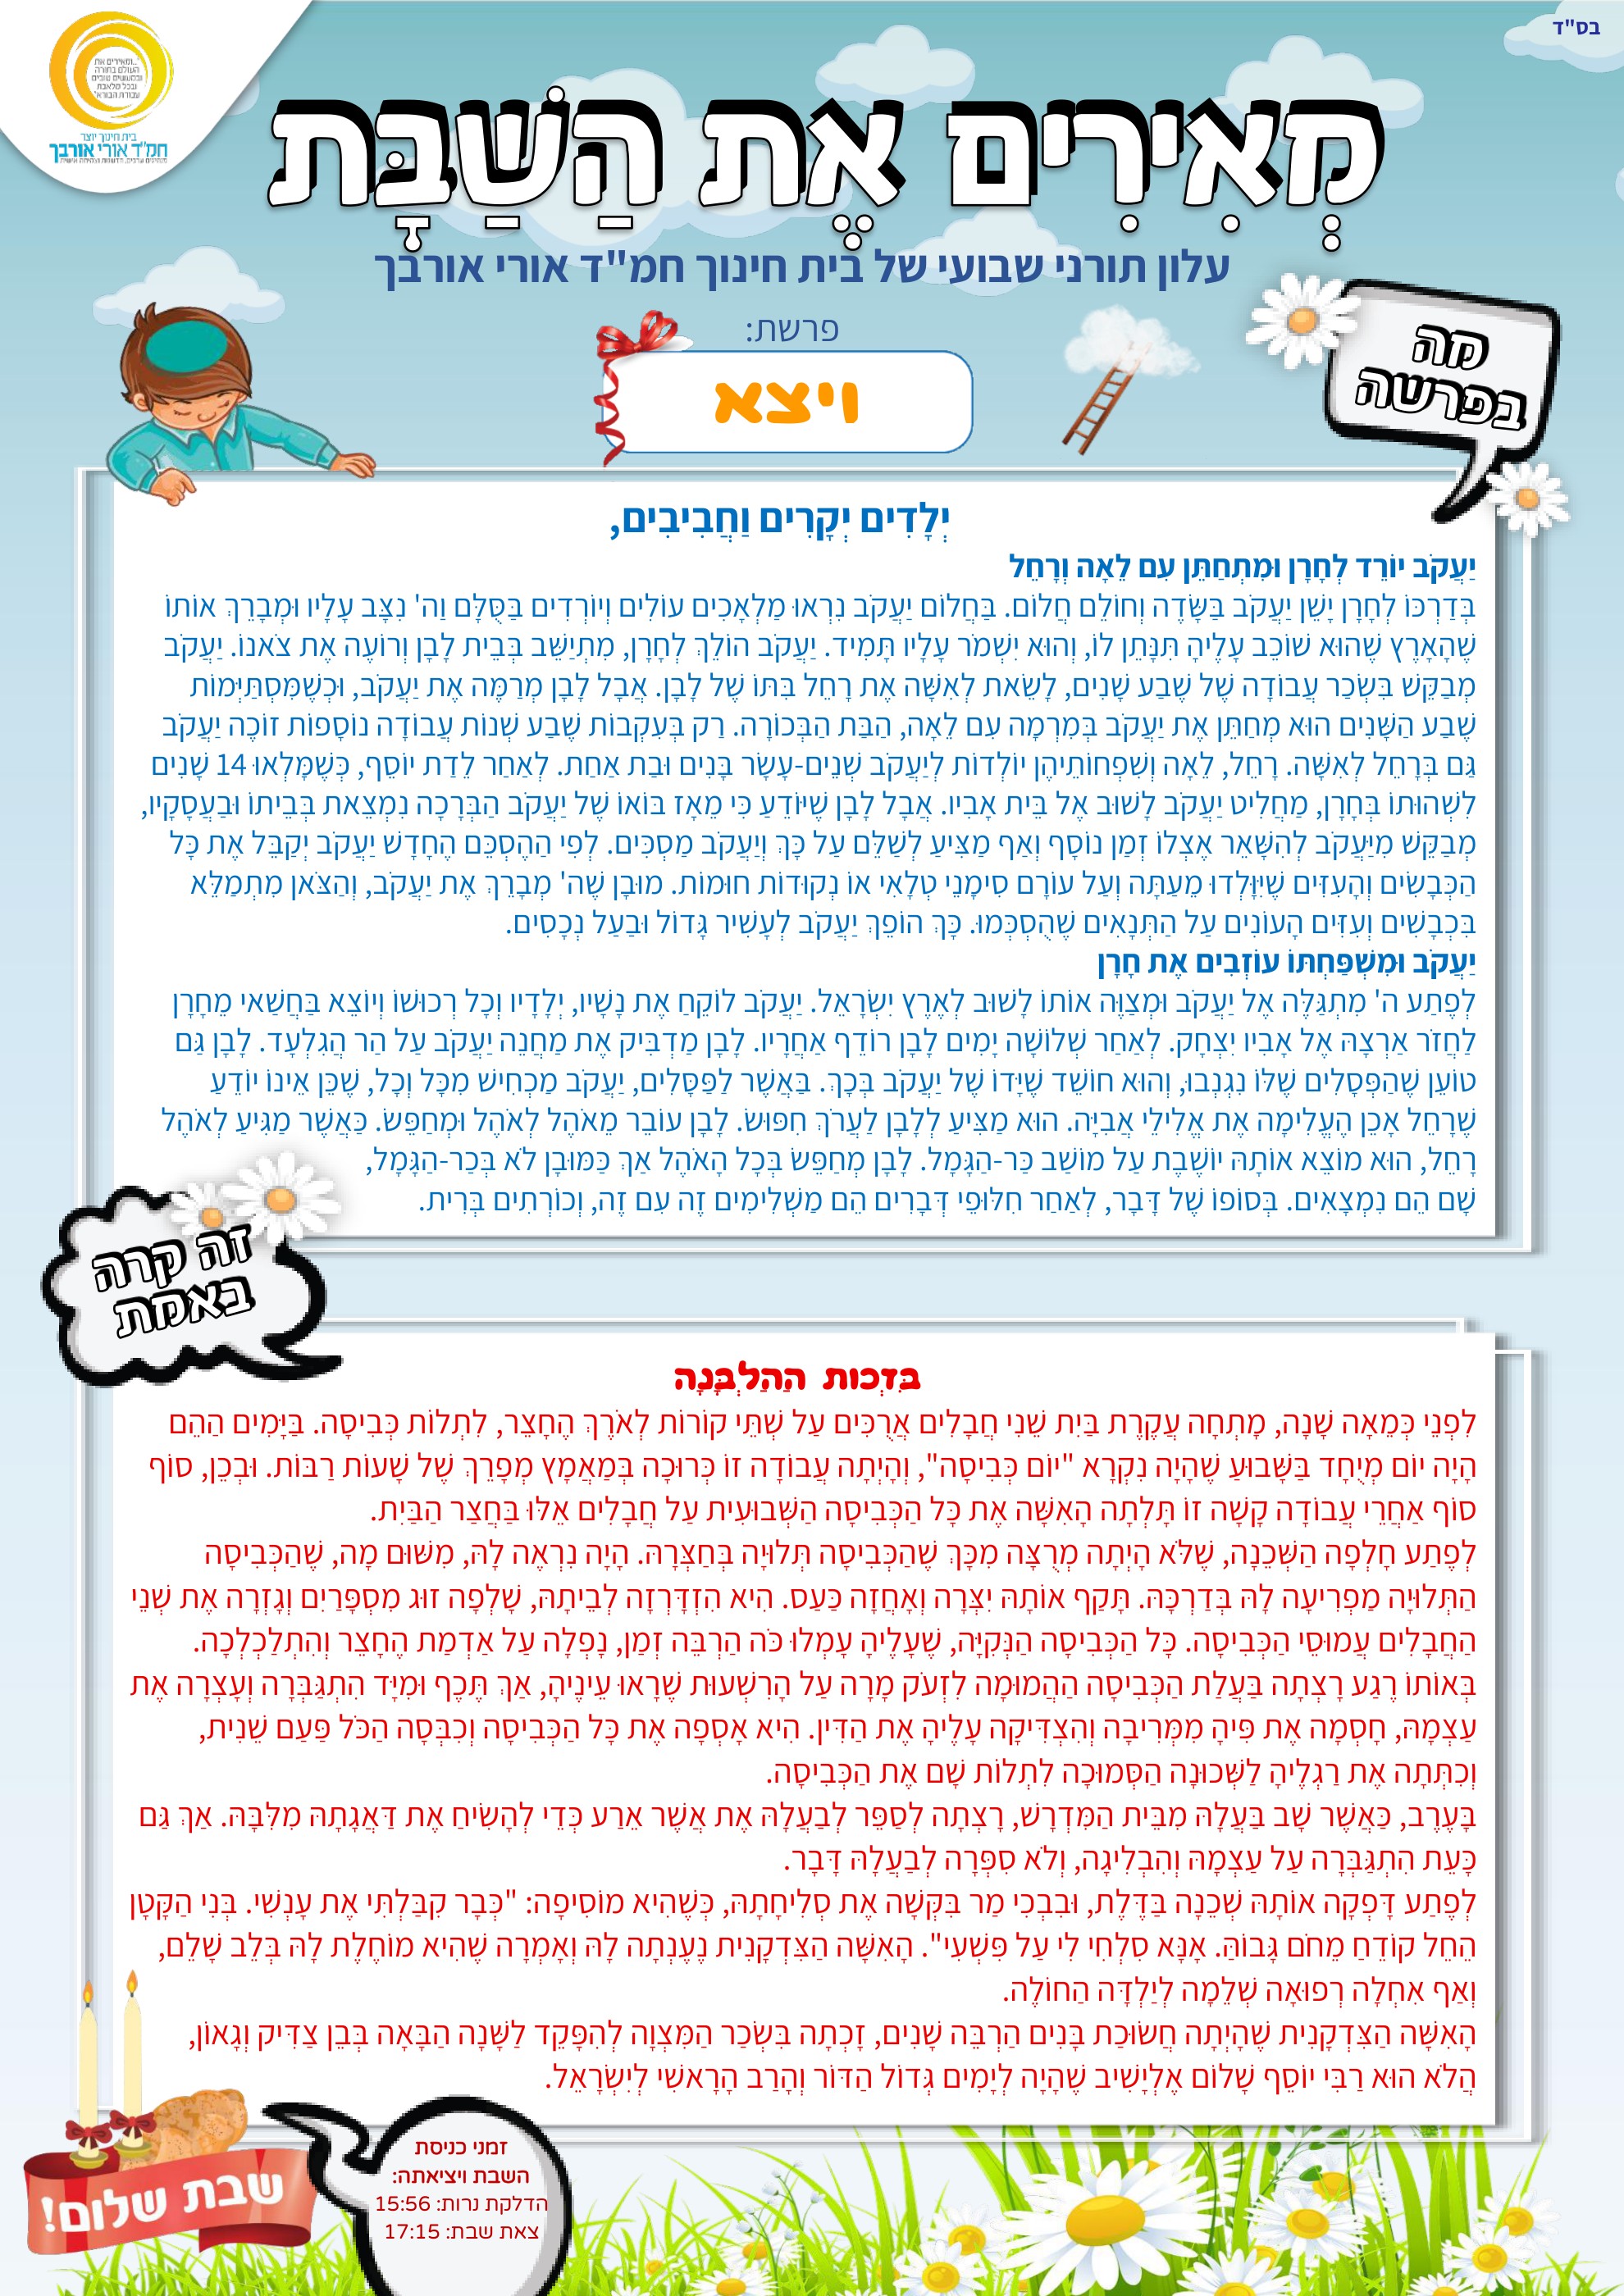 בס"ד
...ומאירים את
העולם בתורה
ובמעשים טובים
ובכל מלאכת
עבודת הבורא
בית חינוך יוצר
חמ"ד אורי אורבך
מְאִירִים אֶת הַשַּׁבָּת
עלון תורני שבועי של בית חינוך חמ"ד אורי אורבך
פרשת:
ויצא
מה
בפרשה
יְלָדִים יְקָרִים וַחֲבִיבִים,
יַעֲקֹב יוֹרֵד לְחָרָן וּמִתְחַתֵּן עִם לֵאָה וְרָחֵל
בְּדַרְכּוֹ לְחָרָן יָשֵׁן יַעֲקֹב בַּשָּׂדֶה וְחוֹלֵם חֲלוֹם. בַּחֲלוֹם יַעֲקֹב נִרְאוּ מַלְאָכִים עוֹלִים וְיוֹרְדִים בַּסֻּלָּם וַה' נִצָּב עָלָיו וּמְבָרֵךְ אוֹתוֹ
שֶׁהָאָרֶץ שֶׁהוּא שׁוֹכֵב עָלֶיהָ תִּנָּתֵן לוֹ, וְהוּא יִשְׁמֹר עָלָיו תָּמִיד. יַעֲקֹב הוֹלֵךְ לְחָרָן, מִתְיַשֵּׁב בְּבֵית לָבָן וְרוֹעֶה אֶת צֹאנוֹ. יַעֲקֹב
מְבַקֵּשׁ בִּשְׂכַר עֲבוֹדָה שֶׁל שֶׁבַע שָׁנִים, לָשֵׂאת לְאִשָּׁה אֶת רָחֵל בִּתּוֹ שֶׁל לָבָן. אֲבָל לָבָן מְרַמֶּה אֶת יַעֲקֹב, וּכְשֶׁמִּסְתַּיְּמוֹת
שֶׁבַע הַשָּׁנִים הוּא מְחַתֵּן אֶת יַעֲקֹב בְּמִרְמָה עִם לֵאָה, הַבַּת הַבְּכוֹרָה. רַק בְּעִקְבוֹת שֶׁבַע שְׁנוֹת עֲבוֹדָה נוֹסָפוֹת זוֹכֶה יַעֲקֹב
גַּם בְּרָחֵל לְאִשָּׁה. רָחֵל, לֵאָה וְשִׁפְחוֹתֵיהֶן יוֹלְדוֹת לְיַעֲקֹב שְׁנֵים-עָשָׂר בָּנִים וּבַת אַחַת. לְאַחַר לֵדַת יוֹסֵף, כְּשֶׁמָּלְאוּ 14 שָׁנִים
לִשְׁהוּתוֹ בְּחָרָן, מַחְלִיט יַעֲקֹב לָשׁוּב אֶל בֵּית אָבִיו. אֲבָל לָבָן שֶׁיּוֹדֵעַ כִּי מֵאָז בּוֹאוֹ שֶׁל יַעֲקֹב הַבְּרָכָה נִמְצֵאת בְּבֵיתוֹ וּבַעֲסָקָיו,
מְבַקֵּשׁ מִיַּעֲקֹב לְהִשָּׁאֵר אֶצְלוֹ זְמַן נוֹסָף וְאַף מַצִּיעַ לְשַׁלֵּם עַל כָּךְ וְיַעֲקֹב מַסְכִּים. לְפִי הַהֶסְכֵּם הֶחָדָשׁ יַעֲקֹב יְקַבֵּל אֶת כָּל
הַכְּבָשִׂים וְהָעִזִּים שֶׁיִּוָּלְדוּ מֵעַתָּה וְעַל עוֹרָם סִימָנֵי טְלָאִי אוֹ נְקוּדוֹת חוּמוֹת. מוּבָן שֶׁה' מְבָרֵךְ אֶת יַעֲקֹב, וְהַצֹּאן מִתְמַלֵּא
בִּכְבָשִׂים וְעִזִּים הָעוֹנִים עַל הַתְּנָאִים שֶׁהֻסְכְּמוּ. כָּךְ הוֹפֵךְ יַעֲקֹב לְעָשִׁיר גָּדוֹל וּבַעַל נְכָסִים.
יַעֲקֹב וּמִשְׁפַּחְתּוֹ עוֹזְבִים אֶת חָרָן
לְפֶתַע ה' מִתְגַּלֶּה אֶל יַעֲקֹב וּמְצַוֶּה אוֹתוֹ לָשׁוּב לְאֶרֶץ יִשְׂרָאֵל. יַעֲקֹב לוֹקֵחַ אֶת נָשָׁיו, יְלָדָיו וְכָל רְכוּשׁוֹ וְיוֹצֵא בַּחֲשַׁאי מֵחָרָן
לַחֲזֹר אַרְצָה אֶל אָבִיו יִצְחָק. לְאַחַר שְׁלוֹשָׁה יָמִים לָבָן רוֹדֵף אַחֲרָיו. לָבָן מַדְבִּיק אֶת מַחֲנֵה יַעֲקֹב עַל הַר הַגִּלְעָד. לָבָן גַּם
טוֹעֵן שֶׁהַפְּסָלִים שֶׁלּוֹ נִגְנְבוּ, וְהוּא חוֹשֵׁד שֶׁיָּדוֹ שֶׁל יַעֲקֹב בְּכָךְ. בַּאֲשֶׁר לַפְּסָלִים, יַעֲקֹב מַכְחִישׁ מִכָּל וָכָל, שֶׁכֵּן אֵינוֹ יוֹדֵעַ
שֶׁרָחֵל אָכֵן הֶעֱלִימָה אֶת אֱלִילֵי אָבִיהָ. הוּא מַצִּיעַ לְלָבָן לַעֲרֹךְ חִפּוּשׂ. לָבָן עוֹבֵר מֵאֹהֶל לְאֹהֶל וּמְחַפֵּשׂ. כַּאֲשֶׁר מַגִּיעַ לְאֹהֶל
רָחֵל, הוּא מוֹצֵא אוֹתָהּ יוֹשֶׁבֶת עַל מוֹשַׁב כַּר-הַגָּמָל. לָבָן מְחַפֵּשׂ בְּכָל הָאֹהֶל אַךְ כַּמּוּבָן לֹא בְּכַר-הַגָּמָל,
שָׁם הֵם נִמְצָאִים. בְּסוֹפוֹ שֶׁל דָּבָר, לְאַחַר חִלּוּפֵי דְּבָרִים הֵם מַשְׁלִימִים זֶה עִם זֶה, וְכוֹרְתִים בְּרִית.
זה קרה
באמת
בִּזְכוּת הַהַלְבָּנָה
לִפְנֵי כְּמֵאָה שָׁנָה, מָתְחָה עֲקֶרֶת בַּיִת שְׁנֵי חֲבָלִים אֲרֻכִּים עַל שְׁתֵּי קוֹרוֹת לְאֹרֶךְ הֶחָצֵר, לִתְלוֹת כְּבִיסָה. בַּיָּמִים הַהֵם
הָיָה יוֹם מְיֻחָד בַּשָּׁבוּעַ שֶׁהָיָה נִקְרָא "יוֹם כְּבִיסָה", וְהָיְתָה עֲבוֹדָה זוֹ כְּרוּכָה בְּמַאֲמָץ מְפָרֵךְ שֶׁל שָׁעוֹת רַבּוֹת. וּבְכֵן, סוֹף
סוֹף אַחֲרֵי עֲבוֹדָה קָשָׁה זוֹ תָּלְתָה הָאִשָּׁה אֶת כָּל הַכְּבִיסָה הַשְּׁבוּעִית עַל חֲבָלִים אֵלּוּ בַּחֲצַר הַבַּיִת.
לְפֶתַע חָלְפָה הַשְּׁכֵנָה, שֶׁלֹּא הָיְתָה מְרֻצָּה מִכָּךְ שֶׁהַכְּבִיסָה תְּלוּיָה בְּחַצְרָהּ. הָיָה נִרְאֶה לָהּ, מִשּׁוּם מָה, שֶׁהַכְּבִיסָה
הַתְּלוּיָה מַפְרִיעָה לָהּ בְּדַרְכָּהּ. תָּקַף אוֹתָהּ יִצְרָהּ וְאָחֲזָה כַּעַס. הִיא הִזְדָּרְזָה לְבֵיתָהּ, שָׁלְפָה זוּג מִסְפָּרַיִם וְגָזְרָה אֶת שְׁנֵי
הַחֲבָלִים עֲמוּסֵי הַכְּבִיסָה. כָּל הַכְּבִיסָה הַנְּקִיָּה, שֶׁעָלֶיהָ עָמְלוּ כֹּה הַרְבֵּה זְמַן, נָפְלָה עַל אַדְמַת הֶחָצֵר וְהִתְלַכְלְכָה.
בְּאוֹתוֹ רֶגַע רָצְתָה בַּעֲלַת הַכְּבִיסָה הַהֲמוּמָה לִזְעֹק מָרָה עַל הָרִשְׁעוּת שֶׁרָאוּ עֵינֶיהָ, אַךְ תֵּכֶף וּמִיָּד הִתְגַּבְּרָה וְעָצְרָה אֶת
עַצְמָהּ, חָסְמָה אֶת פִּיהָ מִמְּרִיבָה וְהִצְדִּיקָה עָלֶיהָ אֶת הַדִּין. הִיא אָסְפָה אֶת כָּל הַכְּבִיסָה וְכִבְּסָה הַכֹּל פַּעַם שֵׁנִית,
וְכִתְּתָה אֶת רַגְלֶיהָ לַשְּׁכוּנָה הַסְּמוּכָה לִתְלוֹת שָׁם אֶת הַכְּבִיסָה.
בָּעֶרֶב, כַּאֲשֶׁר שָׁב בַּעֲלָהּ מִבֵּית הַמִּדְרָשׁ, רָצְתָה לְסַפֵּר לְבַעֲלָהּ אֶת אֲשֶׁר אֵרַע כְּדֵי לְהָשִׂיחַ אֶת דַּאֲגָתָהּ מִלִּבָּהּ. אַךְ גַּם
כָּעֵת הִתְגַּבְּרָה עַל עַצְמָהּ וְהִבְלִיגָה, וְלֹא סִפְּרָה לְבַעֲלָהּ דָּבָר.
לְפֶתַע דָּפְקָה אוֹתָהּ שְׁכֵנָה בַּדֶּלֶת, וּבִבְכִי מַר בִּקְּשָׁה אֶת סְלִיחָתָהּ, כְּשֶׁהִיא מוֹסִיפָה: "כְּבָר קִבַּלְתִּי אֶת עָנְשִׁי. בְּנִי הַקָּטָן
הֵחֵל קוֹדֵחַ מֵחֹם גָּבוֹהַּ. אָנָּא סִלְחִי לִי עַל פִּשְׁעִי". הָאִשָּׁה הַצִּדְקָנִית נֶעֶנְתָה לָהּ וְאָמְרָה שֶׁהִיא מוֹחֶלֶת לָהּ בְּלֵב שָׁלֵם,
וְאַף אִחְלָה רְפוּאָה שְׁלֵמָה לְיַלְדָּהּ הַחוֹלֶה.
הָאִשָּׁה הַצִּדְקָנִית שֶׁהָיְתָה חֲשׂוּכַת בָּנִים הַרְבֵּה שָׁנִים, זָכְתָה בִּשְׂכַר הַמִּצְוָה לְהִפָּקֵד לַשָּׁנָה הַבָּאָה בְּבֵן צַדִּיק וְגָאוֹן,
הֲלֹא הוּא רַבִּי יוֹסֵף שָׁלוֹם אֶלְיָשִׁיב שֶׁהָיָה לְיָמִים גְּדוֹל הַדּוֹר וְהָרַב הָרָאשִׁי לְיִשְׂרָאֵל.
שבת שלום!
זמני כניסת
השבת ויציאתה:
הדלקת נרות: 15:56
צאת שבת: 17:15